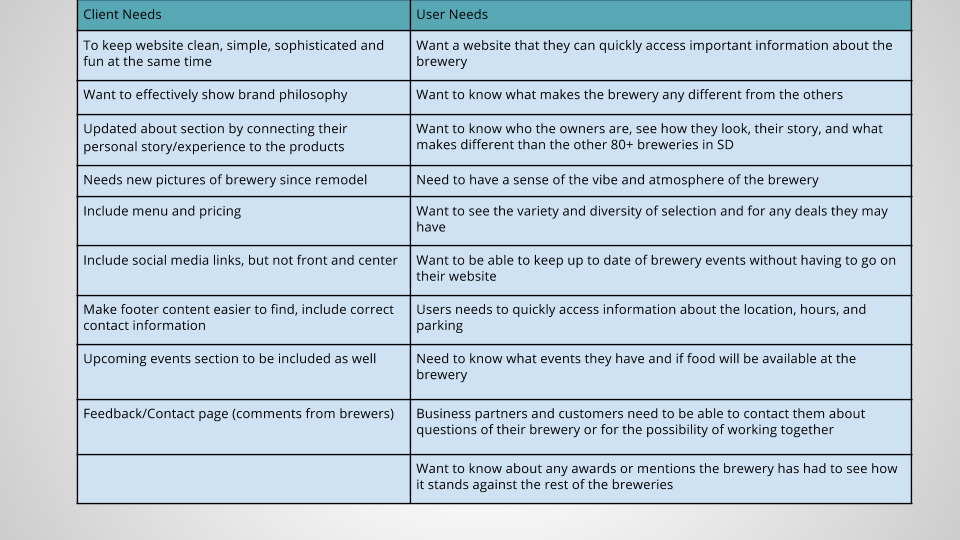 Client Needs
User Needs
To keep website clean, simple, sophisticated and
fun at the same time
Want a website that they can quickly access important information about the
brewery
Want to effectively show brand philosophy
Want to know what makes the brewery any different from the others
Updated about section by connecting their
personal story/experience to the products
Want to know who the owners are, see how they look, their story, and what
makes different than the other 80+ breweries in SD
Needs new pictures of brewery since remodel
Need to have a sense of the vibe and atmosphere of the brewery
Include menu and pricing
Want to see the variety and diversity of selection and for any deals they may
have
Include social media links, but not front and center
Want to be able to keep up to date of brewery events without having to go on
their website
Make footer content easier to find, include correct
contact information
Users needs to quickly access information about the location, hours, and
parking
Upcoming events section to be included as well
Need to know what events they have and if food will be available at the
brewery
Feedback/Contact page (comments from brewers)
Business partners and customers need to be able to contact them about
questions of their brewery or for the possibility of working together
Want to know about any awards or mentions the brewery has had to see how
it stands against the rest of the breweries